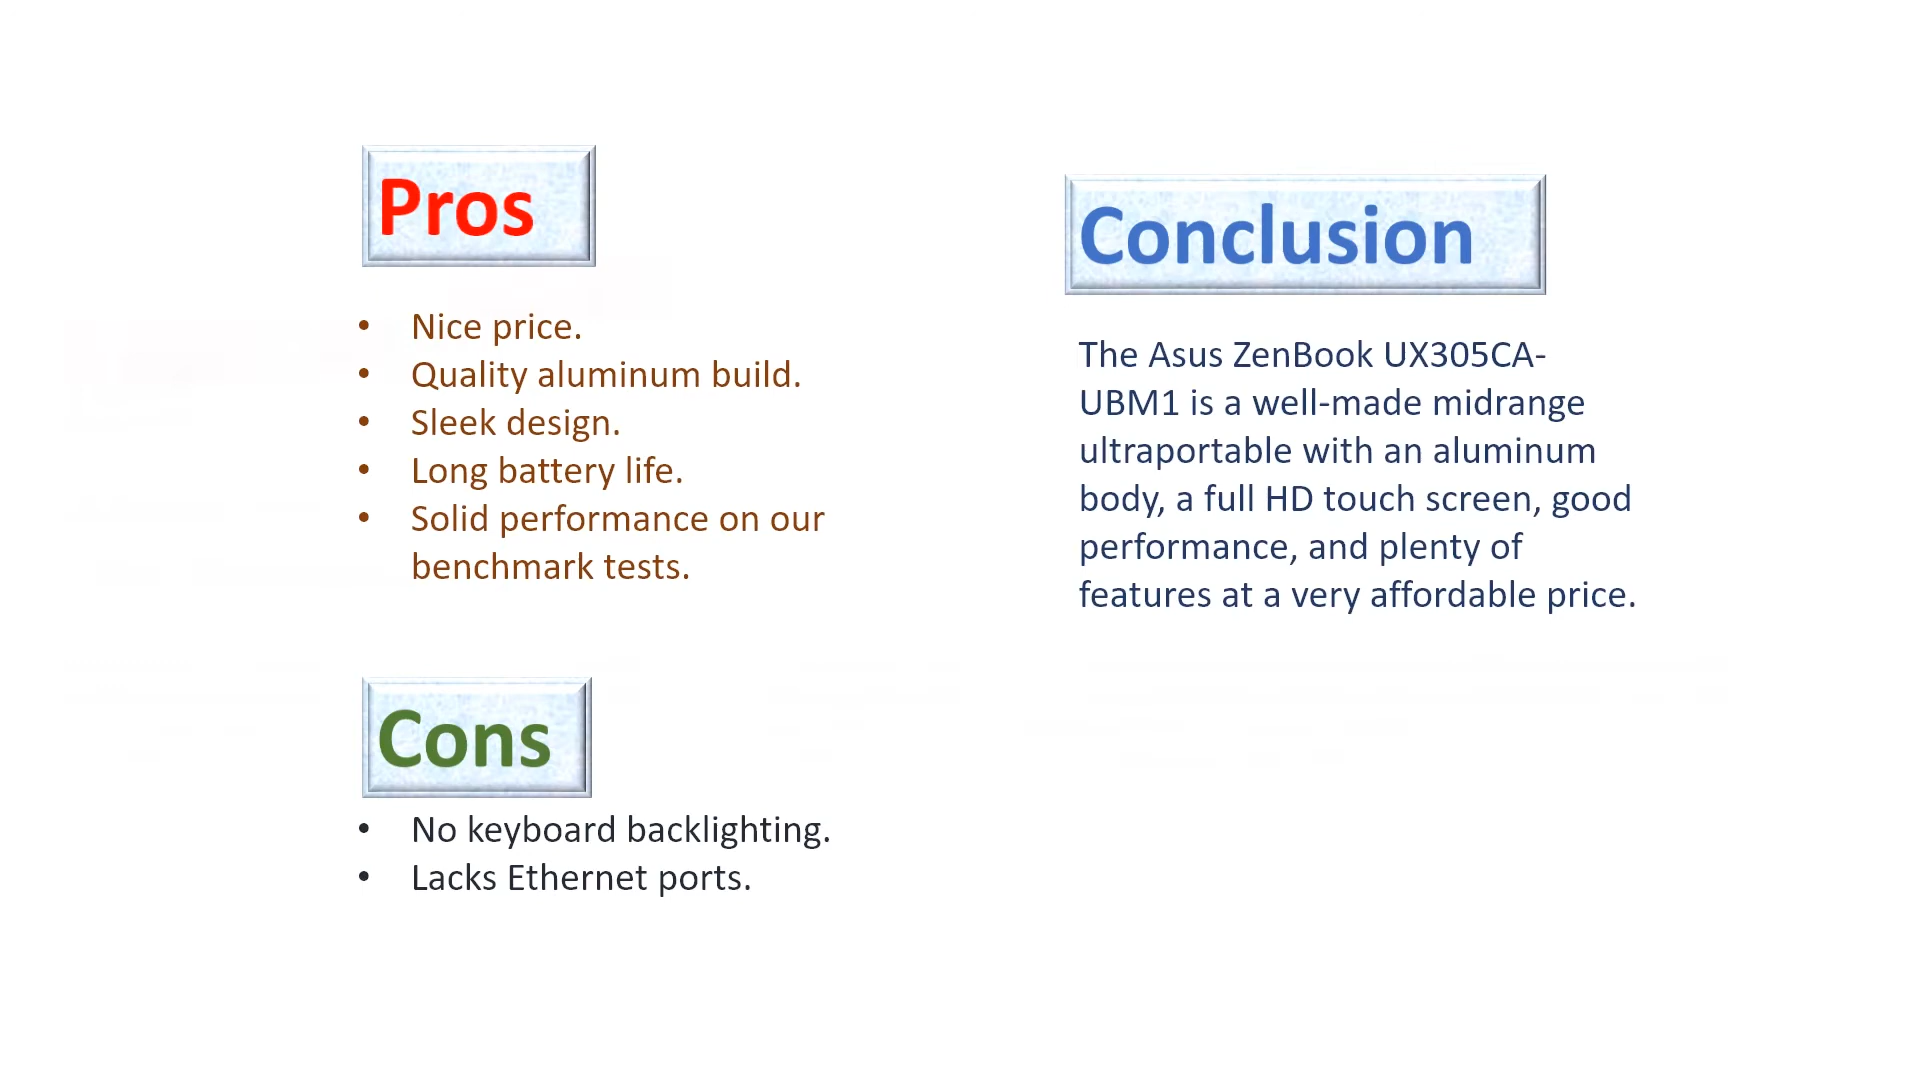 Pros
• Nice price.
• Quality aluminum build.
• Sleek design.
• Long battery life.
• Solid performance on our
benchmark tests.
Cons
• No keyboard backlighting.
• Lacks Ethernet ports.
Conclusion
The Asus ZenBook UX305CA-
UBM1 is a well-made midrange
ultraportable with an aluminum
body, a full HD touch screen, good
performance, and plenty of
features at a very affordable price.